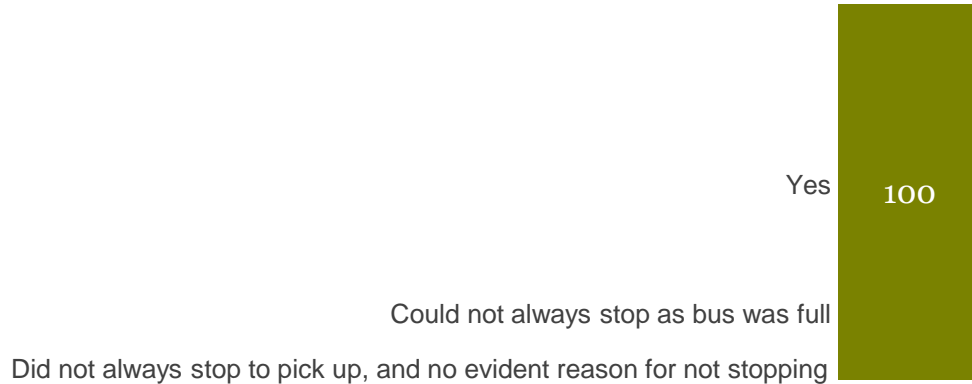 Yes
100
Could not always stop as bus was full
Did not always stop to pick up, and no evident reason for not stopping